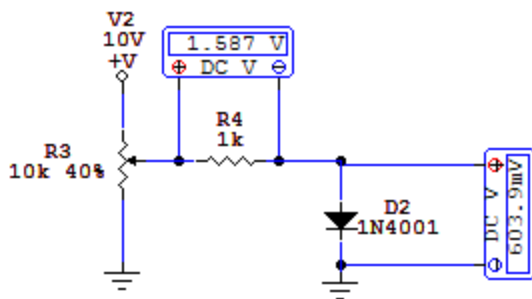 V2
10V
+V
1.587 V
DC V
R4
1k
R3
10k 40%
D2
1N4001
DC V
603.9mV